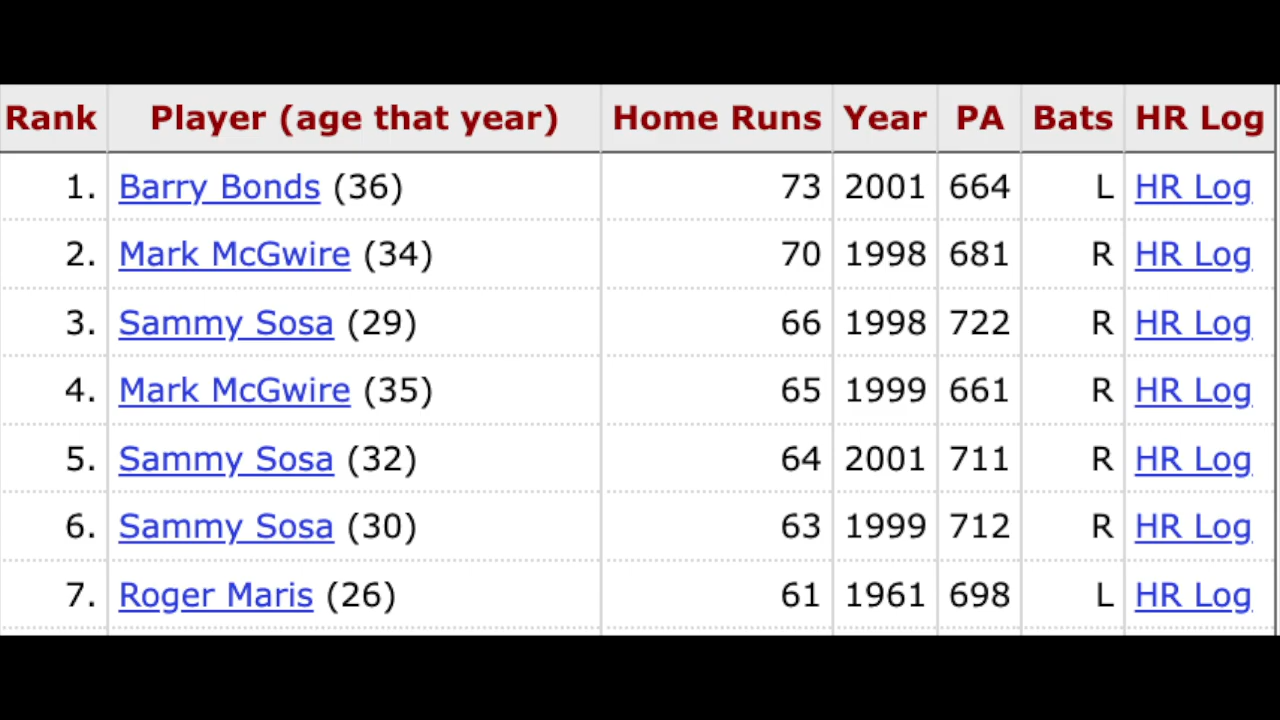 Rank Player (age that year) Home Runs Year PA Bats HR Log
1. Barry Bonds (36) 73 2001 664 L HR Log
2. Mark McGwire (34) 70 1998 681 R HR Log
3. Sammy Sosa (29) 66 1998 722 R HR Log
4. Mark McGwire (35) 65 1999 661 R HR Log
5. Sammy Sosa (32) 64 2001 711 R HR Log
6. Sammy Sosa (30) 63 1999 712 R HR Log
7. Roger Maris (26) 61 1961 698 L HR Log